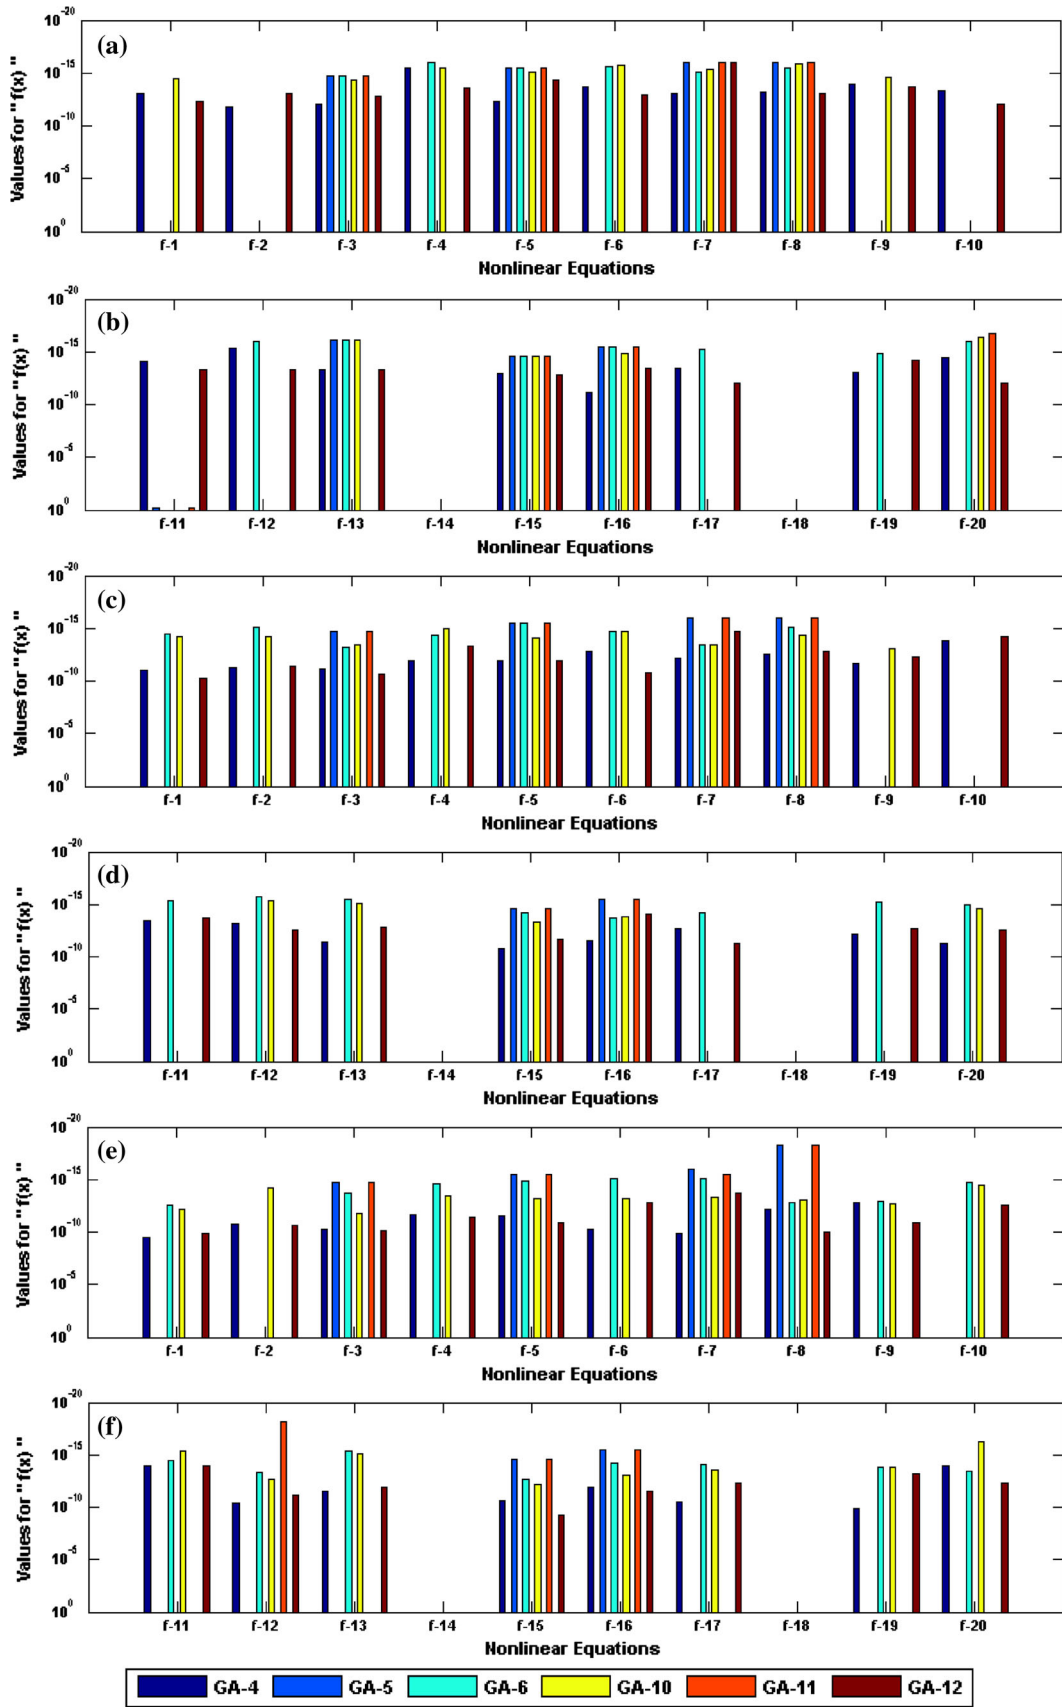 (a)
Values for "f(x) "
10^-20
10^-15
10^-10
10^-5
10^0
f-1 f-2 f-3 f-4 f-5 f-6 f-7 f-8 f-9 f-10
Nonlinear Equations
(b)
Values for "f(x) "
10^-20
10^-15
10^-10
10^-5
10^0
f-11 f-12 f-13 f-14 f-15 f-16 f-17 f-18 f-19 f-20
Nonlinear Equations
(c)
Values for "f(x) "
10^-20
10^-15
10^-10
10^-5
10^0
f-1 f-2 f-3 f-4 f-5 f-6 f-7 f-8 f-9 f-10
Nonlinear Equations
(d)
Values for "f(x) "
10^-20
10^-15
10^-10
10^-5
10^0
f-11 f-12 f-13 f-14 f-15 f-16 f-17 f-18 f-19 f-20
Nonlinear Equations
(e)
Values for "f(x) "
10^-20
10^-15
10^-10
10^-5
10^0
f-1 f-2 f-3 f-4 f-5 f-6 f-7 f-8 f-9 f-10
Nonlinear Equations
(f)
Values for "f(x) "
10^-20
10^-15
10^-10
10^-5
10^0
f-11 f-12 f-13 f-14 f-15 f-16 f-17 f-18 f-19 f-20
Nonlinear Equations
GA-4 GA-5 GA-6 GA-10 GA-11 GA-12